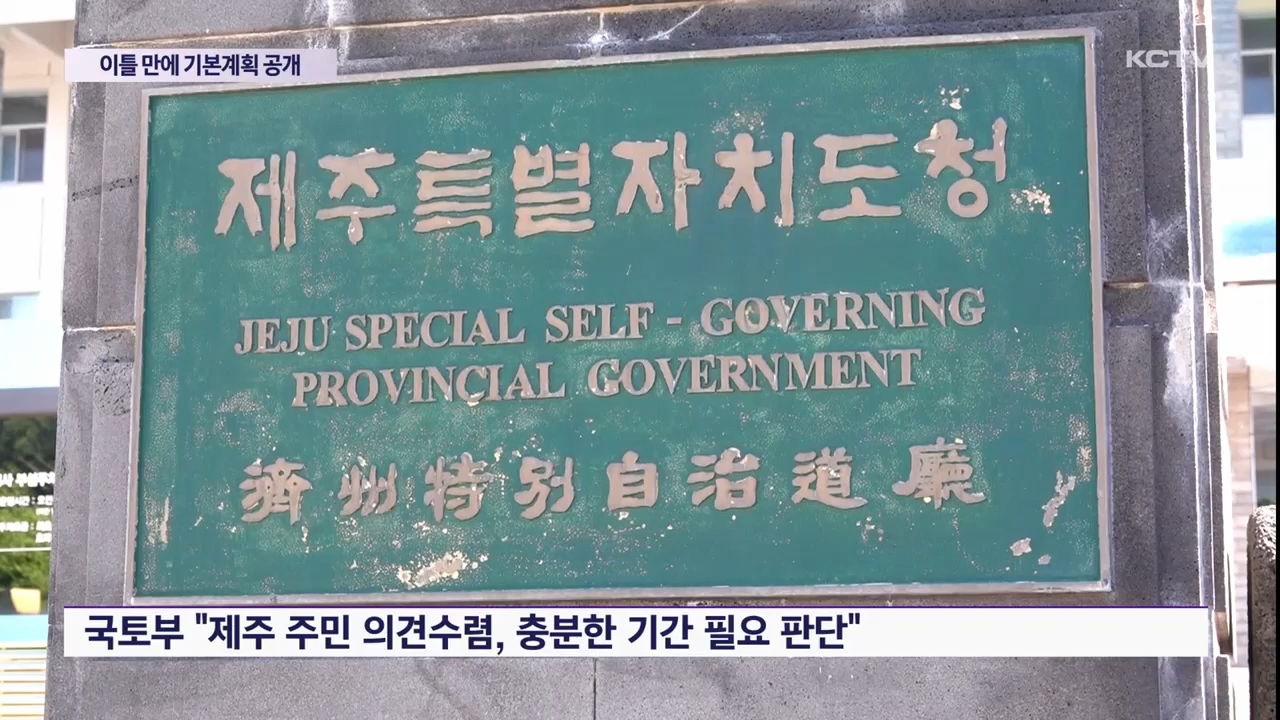 이틀 만에 기본계획 공개
KCTV
제주특별자치도청
JEJU SPECIAL SELF - GOVERNING
PROVINCIAL GOVERNMENT
濟州特別自治道廳
국토부 "제주 주민 의견수렴, 충분한 기간 필요 판단"